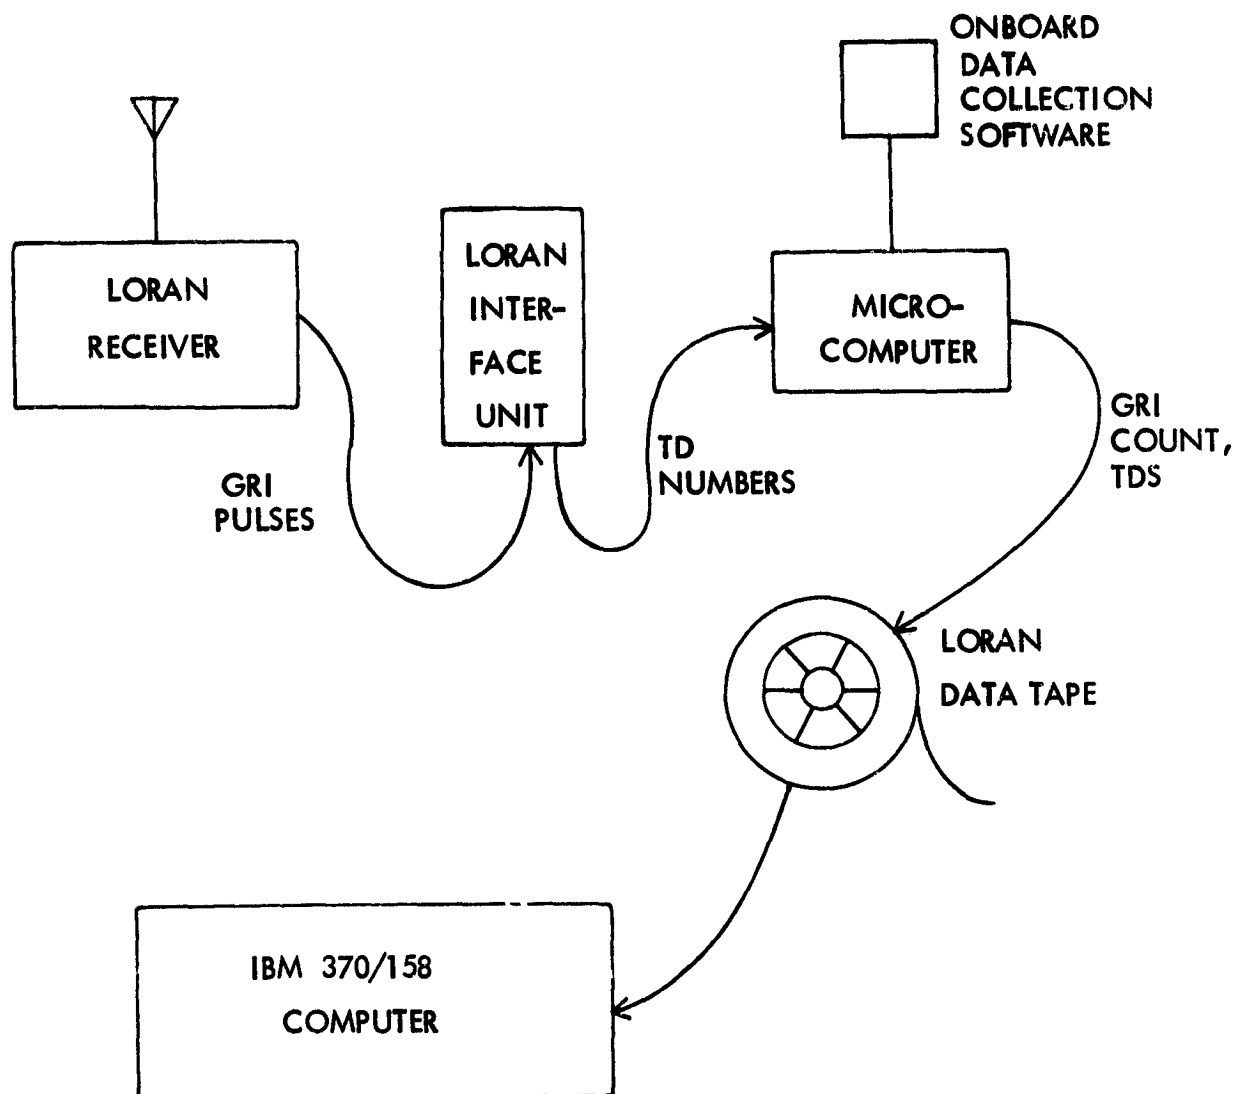 ONBOARD
DATA
COLLECTION
SOFTWARE
LORAN
RECEIVER
LORAN
INTER-
FACE
UNIT
MICRO-
COMPUTER
GRI
PULSES
TD
NUMBERS
GRI
COUNT,
TDS
LORAN
DATA TAPE
IBM 370/158
COMPUTER